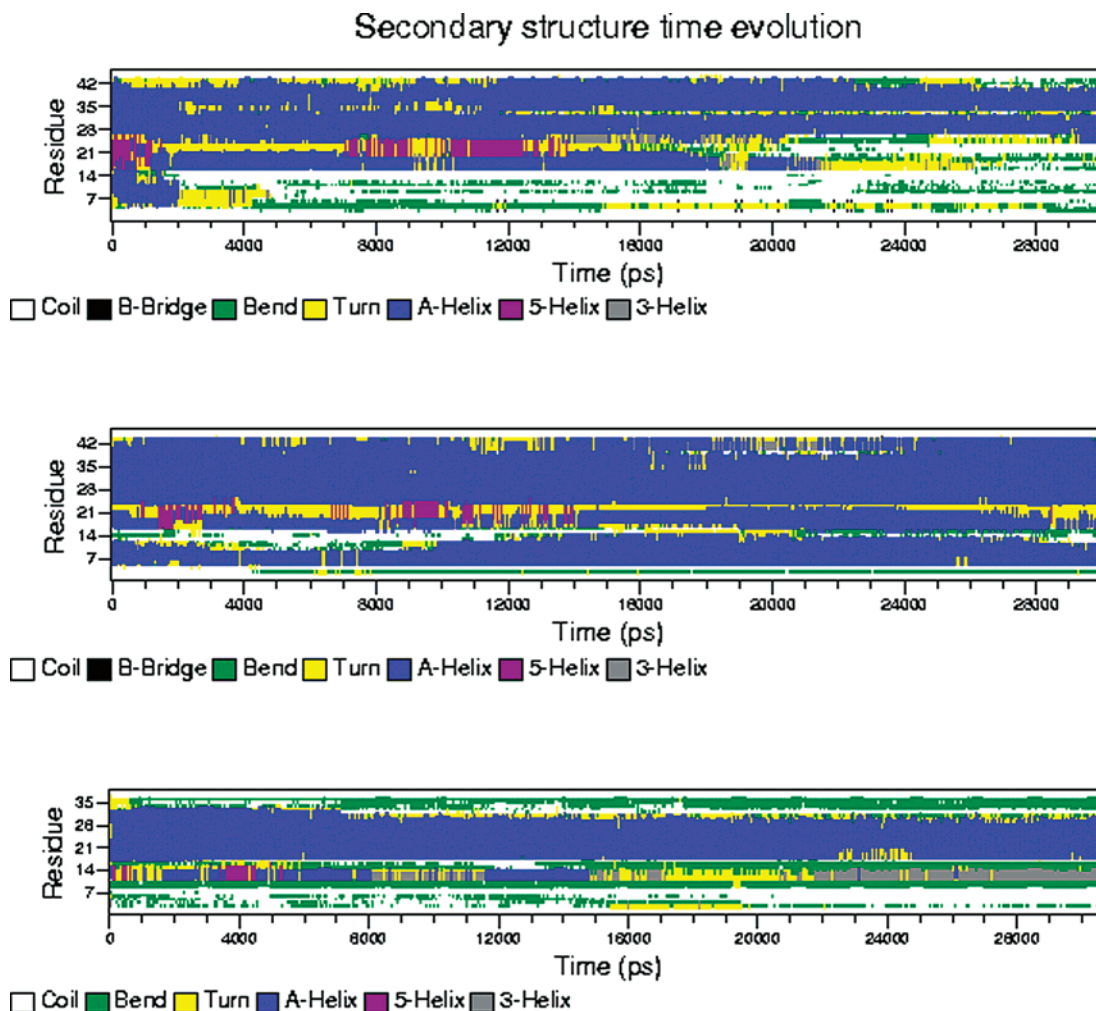 Secondary structure time evolution
42
35
28
21
14
7
Residue
0 4000 8000 12000 16000 20000 24000 28000
Time (ps)
Coil B-Bridge Bend Turn A-Helix 5-Helix 3-Helix
42
35
28
21
14
7
Residue
0 4000 8000 12000 16000 20000 24000 28000
Time (ps)
Coil B-Bridge Bend Turn A-Helix 5-Helix 3-Helix
35
28
21
14
7
Residue
0 4000 8000 12000 16000 20000 24000 28000
Time (ps)
Coil Bend Turn A-Helix 5-Helix 3-Helix